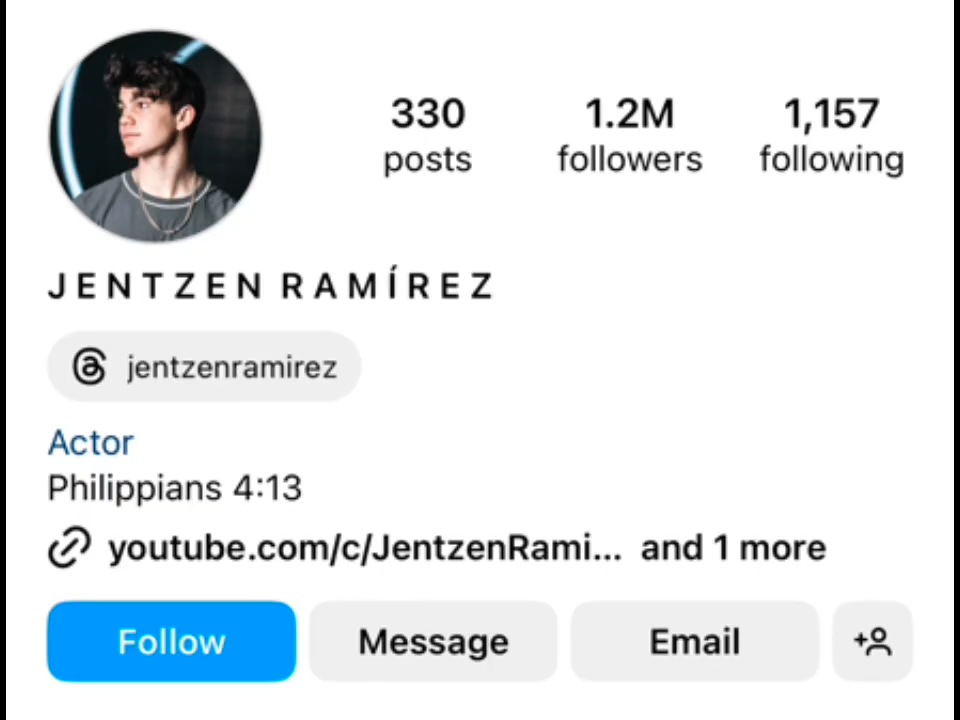 330 1.2M 1,157
posts followers following
JENTZEN RAMÍREZ
jentzenramirez
Actor
Philippians 4:13
youtube.com/c/JentzenRami... and 1 more
Follow Message Email